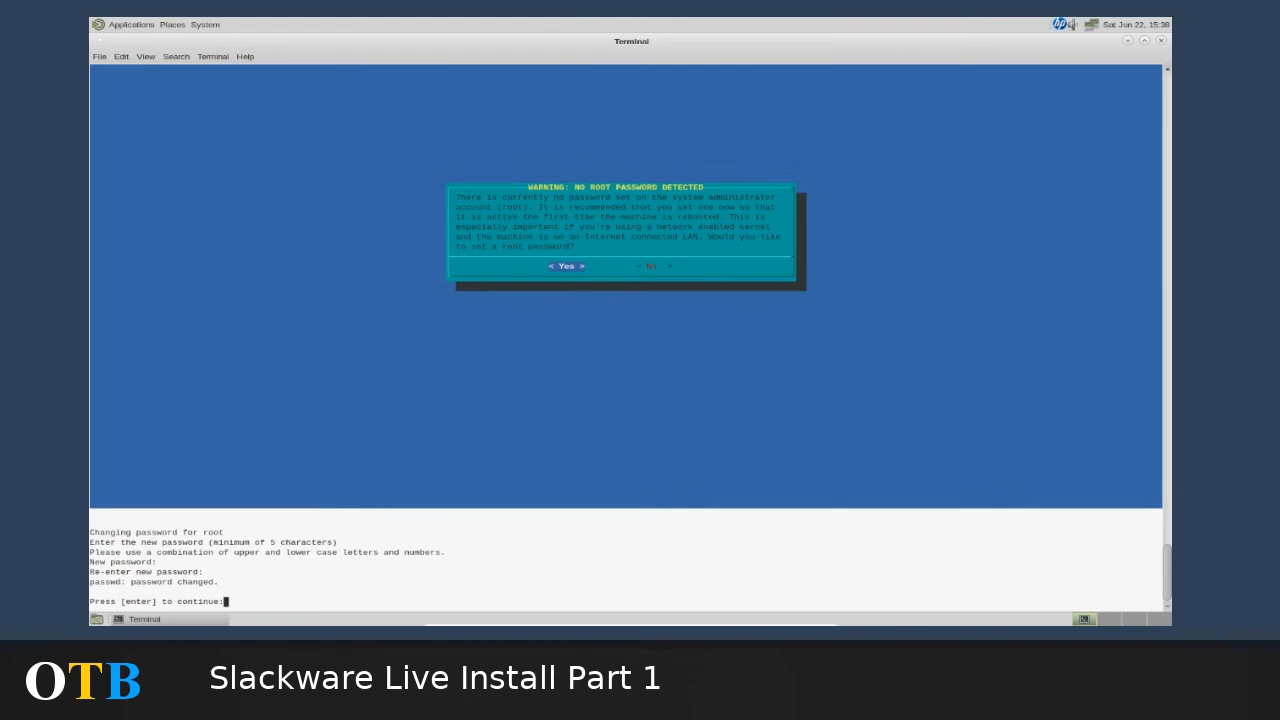 Applications Places System
Sat Jun 22, 15:38
Terminal
File Edit View Search Terminal Help
WARNING: NO ROOT PASSWORD DETECTED
There is currently no password set on the system administrator
account (root). It is recommended that you set one now so that
it is active the first time the machine is rebooted. This is
especially important if you're using a network enabled kernel
and the machine is on an Internet connected LAN. Would you like
to set a root password?
< Yes > < No >
Changing password for root
Enter the new password (minimum of 5 characters)
Please use a combination of upper and lower case letters and numbers.
New password:
Re-enter new password:
passwd: password changed.
Press [enter] to continue:
Terminal
OTB Slackware Live Install Part 1